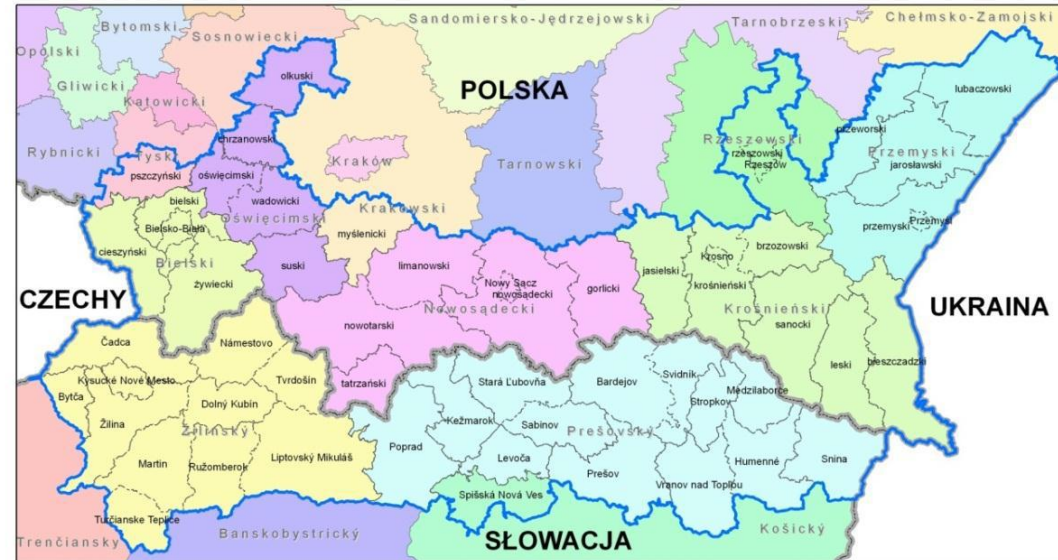 Sandomiersko-Jędrzejowski
Tarnobrzeski
Chełmsko-Zamojski
Bytomski
Sosnowiecki
Opolski
Gliwicki
Katowicki
olkuski
POLSKA
lubaczowski
Rybnicki
Tyski
chrzanowski
Kraków
Tarnowski
Rzeszowski
rzeszowski
Rzeszów
przeworski
Przemyski
jarosławski
pszczyński
oświęcimski
wadowicki
Oświęcimski
Krakowski
myślenicki
bielski
Bielsko-Biała
cieszyński
Bielski
żywiecki
suski
limanowski
Nowy Sącz
nowosądecki
gorlicki
Nowosądecki
nowotarski
tatrzański
jasielski
Krosno
krośnieński
brzozowski
Krośnieński
sanocki
leski
bieszczadzki
przemyski
Przemyśl
CZECHY
UKRAINA
Čadca
Námestovo
Kysucké Nové Mesto
Tvrdošín
Bytča
Dolný Kubín
Žilina
Žilinský
Martin
Ružomberok
Liptovský Mikuláš
Turčianske Teplice
Stará Ľubovňa
Bardejov
Svidník
Medzilaborce
Stropkov
Kežmarok
Sabinov
Prešovský
Poprad
Levoča
Prešov
Vranov nad Topľou
Humenné
Snina
Spišská Nová Ves
Trenčiansky
Banskobystrický
SŁOWACJA
Košický